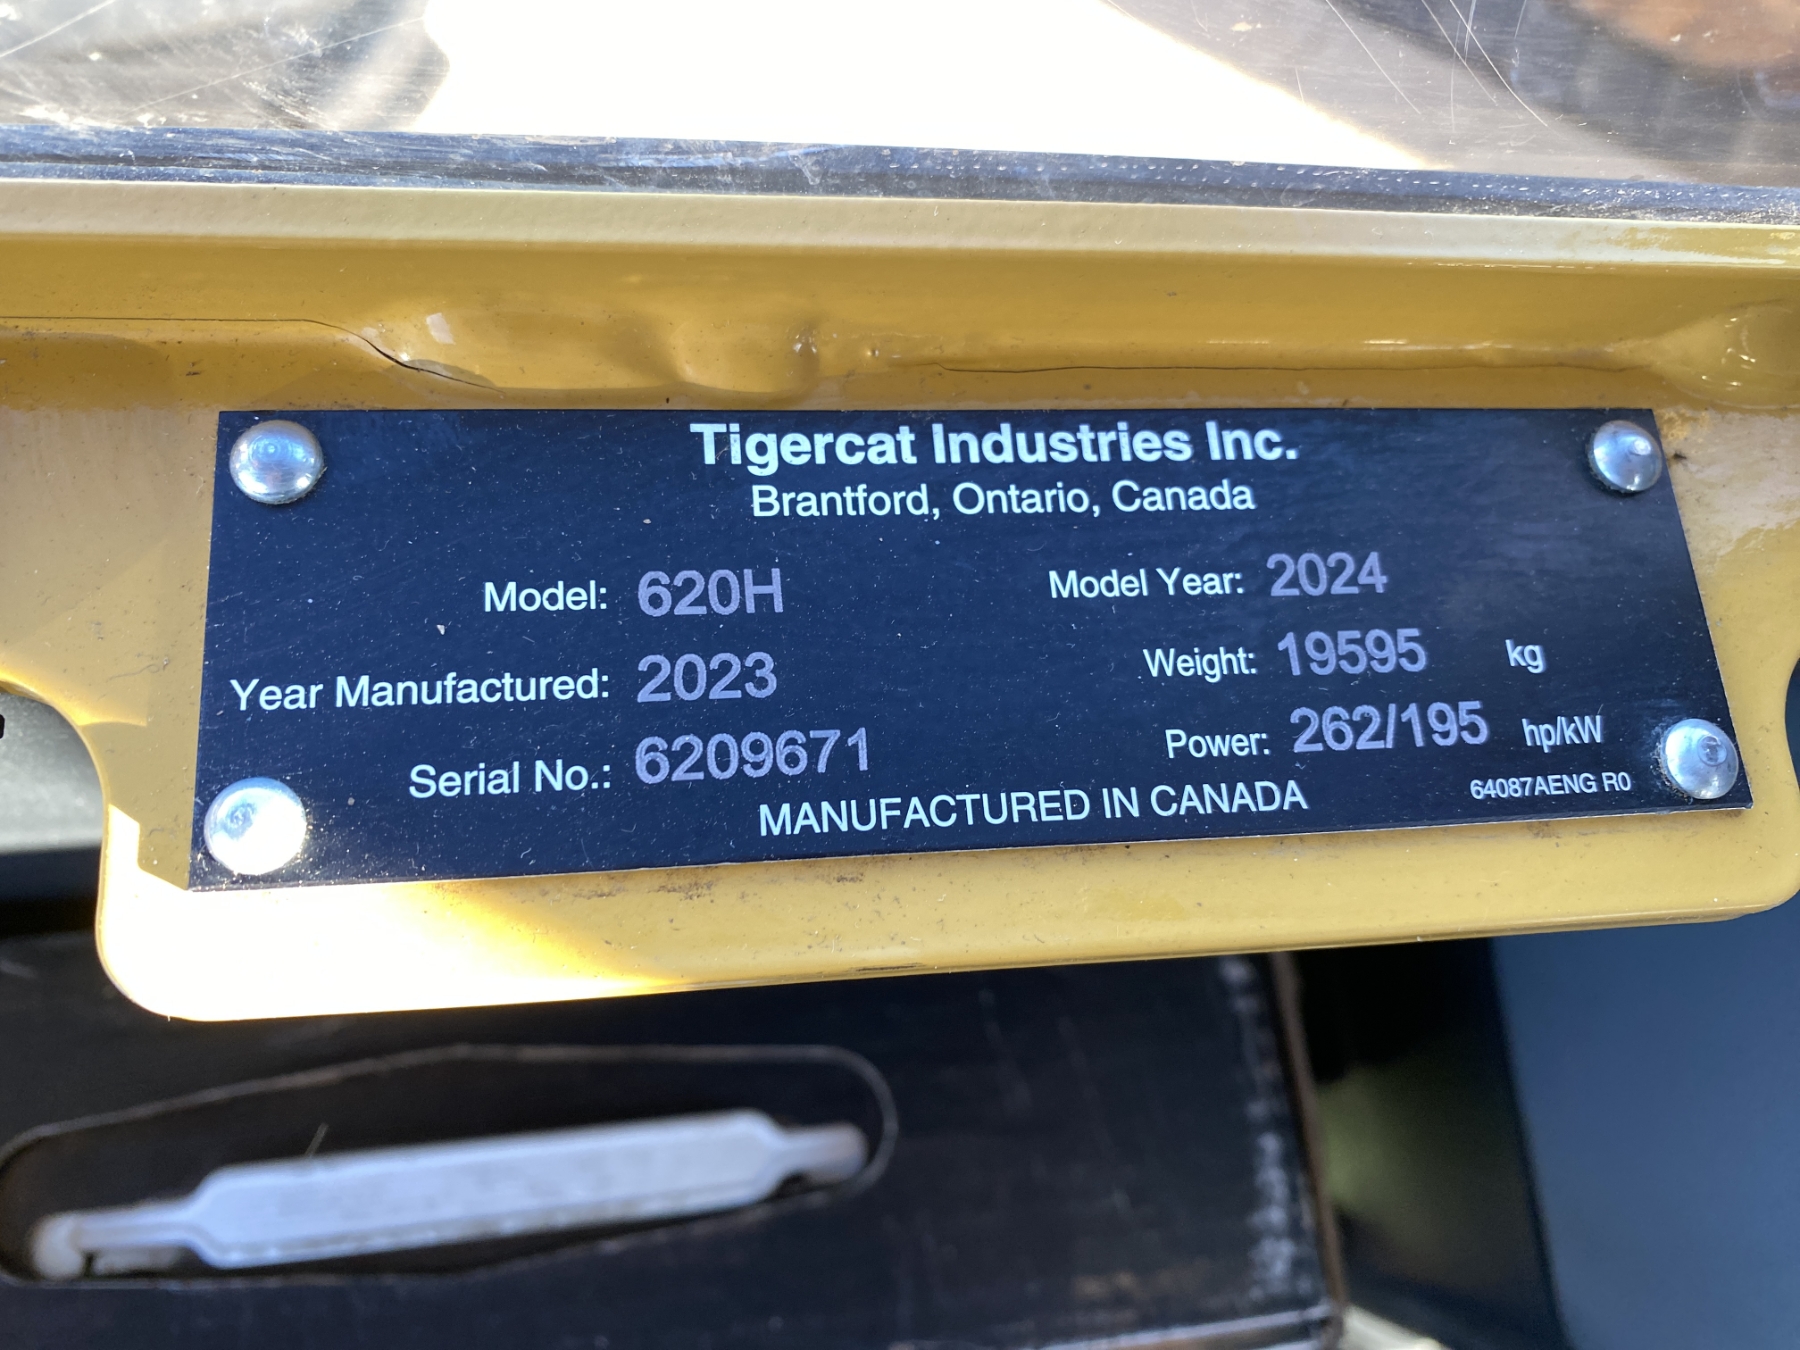 Tigercat Industries Inc.
Brantford, Ontario, Canada
Model: 620H Model Year: 2024
Year Manufactured: 2023 Weight: 19595 kg
Serial No.: 6209671 Power: 262/195 hp/kW
MANUFACTURED IN CANADA 64087AENG R0